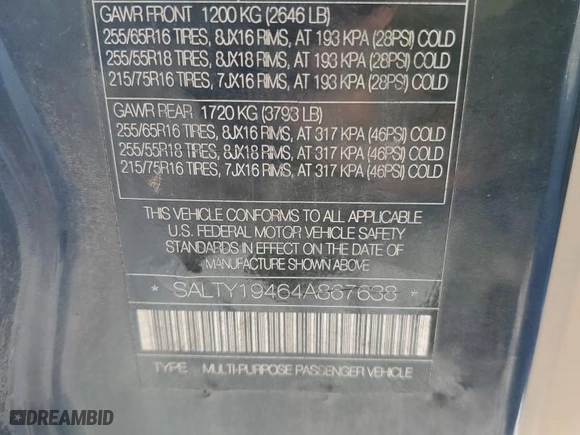 GAWR FRONT 1200 KG (2646 LB)
255/65R16 TIRES, 8JX16 RIMS, AT 193 KPA (28PSI) COLD
255/55R18 TIRES, 8JX18 RIMS, AT 193 KPA (28PSI) COLD
215/75R16 TIRES, 7JX16 RIMS, AT 193 KPA (28PSI) COLD
GAWR REAR 1720 KG (3793 LB)
255/65R16 TIRES, 8JX16 RIMS, AT 317 KPA (46PSI) COLD
255/55R18 TIRES, 8JX18 RIMS, AT 317 KPA (46PSI) COLD
215/75R16 TIRES, 7JX16 RIMS, AT 317 KPA (46PSI) COLD
THIS VEHICLE CONFORMS TO ALL APPLICABLE
U.S. FEDERAL MOTOR VEHICLE SAFETY
STANDARDS IN EFFECT ON THE DATE OF
MANUFACTURE SHOWN ABOVE
* SALTY19464A867638 *
TYPE MULTI-PURPOSE PASSENGER VEHICLE
DREAMBID